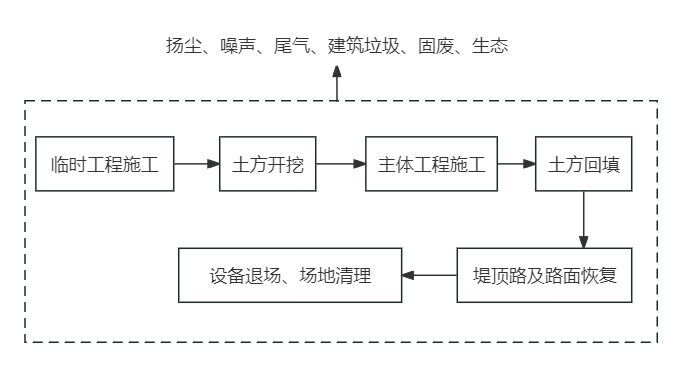 扬尘、噪声、尾气、建筑垃圾、固废、生态
临时工程施工
土方开挖
主体工程施工
土方回填
堤顶路及路面恢复
设备退场、场地清理